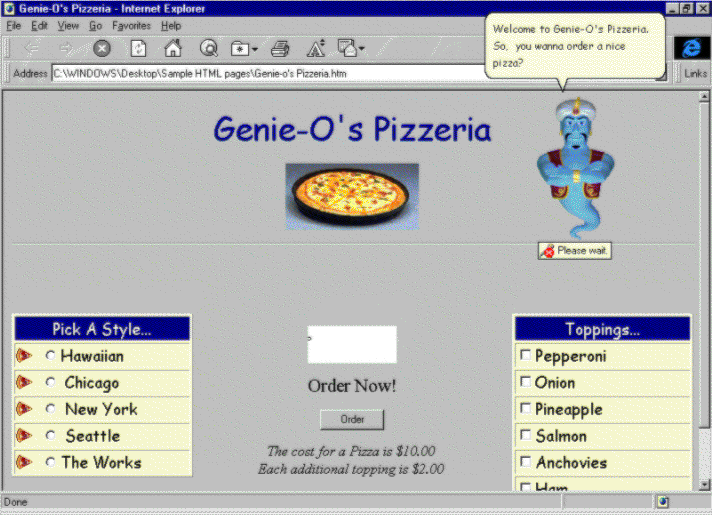 Genie-O's Pizzeria - Internet Explorer
File Edit View Go Favorites Help
Welcome to Genie-O's Pizzeria.
So, you wanna order a nice
pizza?
Address C:\WINDOWS\Desktop\Sample HTML pages\Genie-o's Pizzeria.htm
Links
Genie-O's Pizzeria
Please wait.
Pick A Style...
Hawaiian
Chicago
New York
Seattle
The Works
Order Now!
Order
The cost for a Pizza is $10.00
Each additional topping is $2.00
Toppings...
Pepperoni
Onion
Pineapple
Salmon
Anchovies
Ham
Done